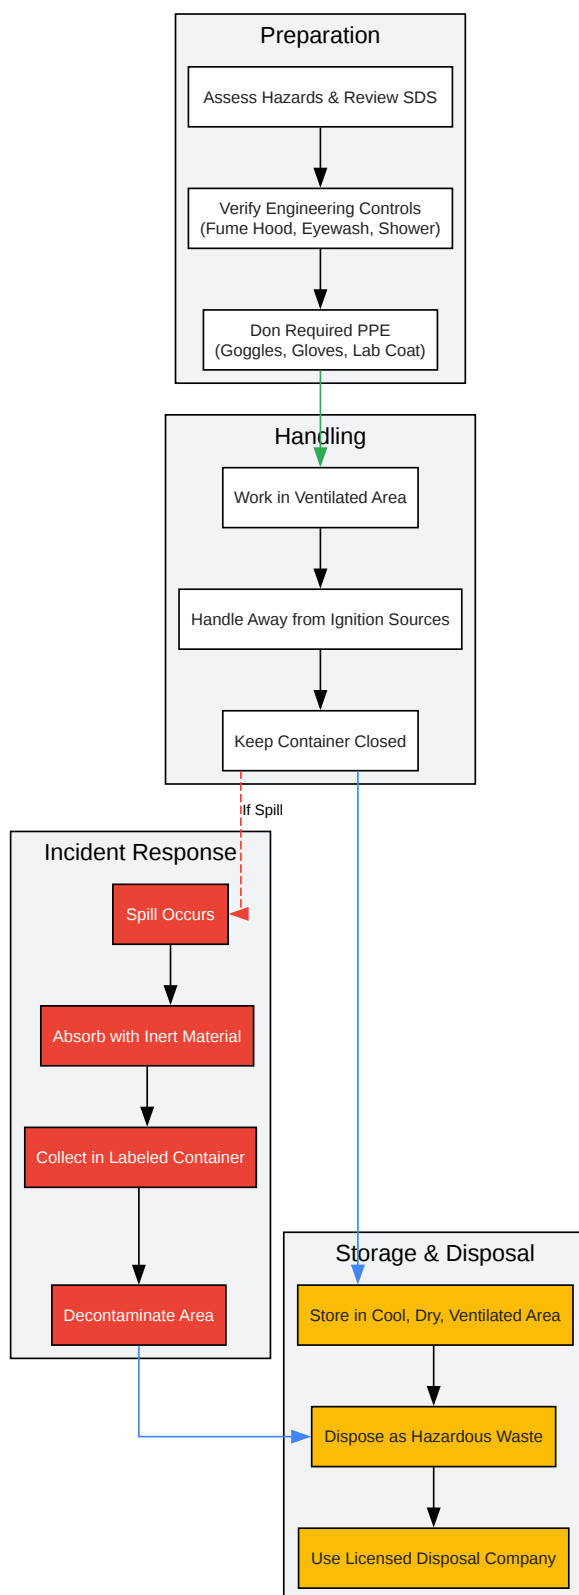 Preparation
Assess Hazards & Review SDS
Verify Engineering Controls
(Fume Hood, Eyewash, Shower)
Don Required PPE
(Goggles, Gloves, Lab Coat)
Handling
Work in Ventilated Area
Handle Away from Ignition Sources
Keep Container Closed
If Spill
Incident Response
Spill Occurs
Absorb with Inert Material
Collect in Labeled Container
Decontaminate Area
Storage & Disposal
Store in Cool, Dry, Ventilated Area
Dispose as Hazardous Waste
Use Licensed Disposal Company